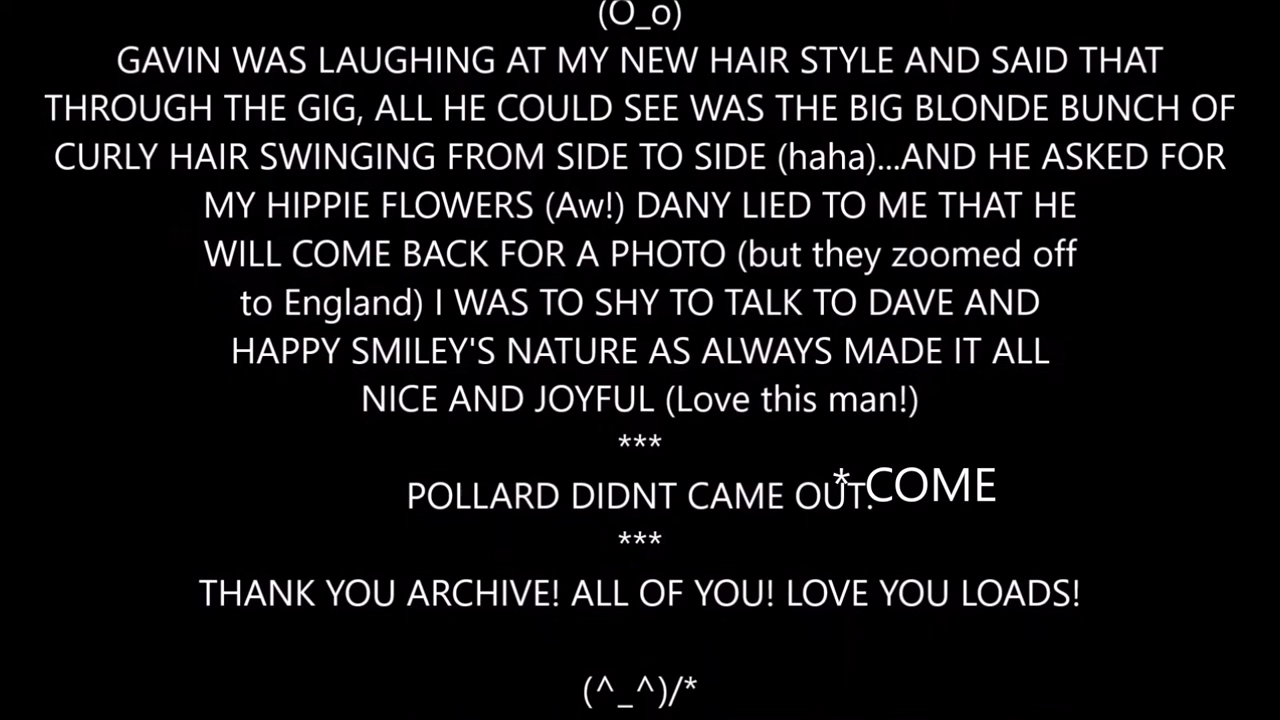 (O_o)
GAVIN WAS LAUGHING AT MY NEW HAIR STYLE AND SAID THAT
THROUGH THE GIG, ALL HE COULD SEE WAS THE BIG BLONDE BUNCH OF
CURLY HAIR SWINGING FROM SIDE TO SIDE (haha)...AND HE ASKED FOR
MY HIPPIE FLOWERS (Aw!) DANY LIED TO ME THAT HE
WILL COME BACK FOR A PHOTO (but they zoomed off
to England) I WAS TO SHY TO TALK TO DAVE AND
HAPPY SMILEY'S NATURE AS ALWAYS MADE IT ALL
NICE AND JOYFUL (Love this man!)
***
POLLARD DIDNT CAME OUT.
* COME
***
THANK YOU ARCHIVE! ALL OF YOU! LOVE YOU LOADS!
(^_^)/*